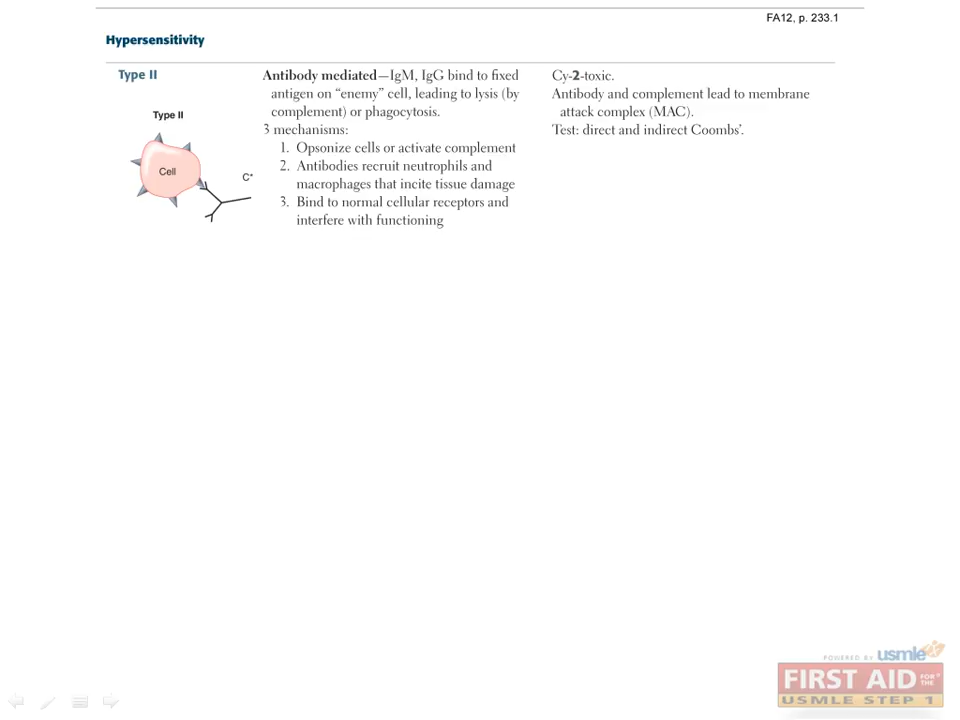 FA12, p. 233.1
Hypersensitivity
Type II
Type II
Cell
C*
Antibody mediated—IgM, IgG bind to fixed
antigen on “enemy” cell, leading to lysis (by
complement) or phagocytosis.
3 mechanisms:
1. Opsonize cells or activate complement
2. Antibodies recruit neutrophils and
macrophages that incite tissue damage
3. Bind to normal cellular receptors and
interfere with functioning
Cy-2-toxic.
Antibody and complement lead to membrane
attack complex (MAC).
Test: direct and indirect Coombs’.
POWERED BY usmle
FIRST AID FOR THE
USMLE STEP 1